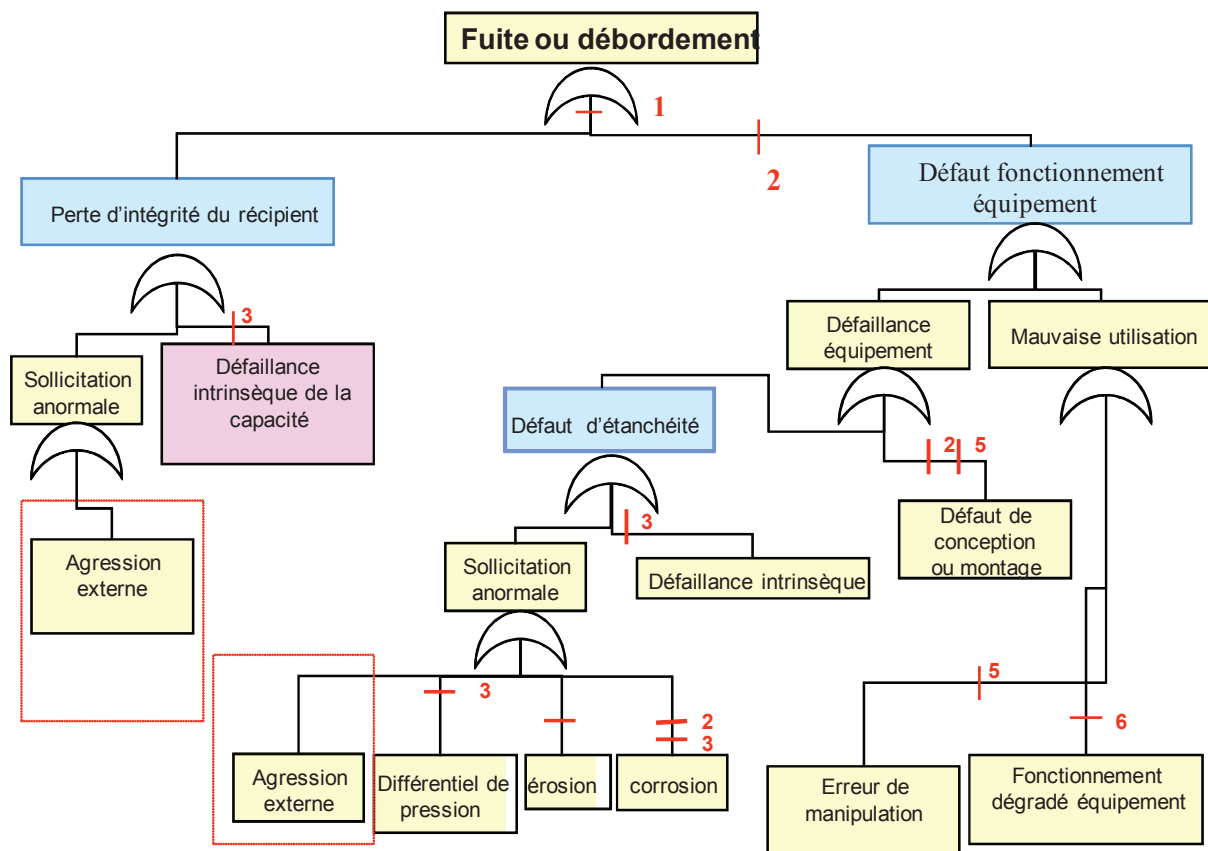 Fuite ou débordement
1
2
Perte d'intégrité du récipient
Défaut fonctionnement
équipement
3
Sollicitation
anormale
Défaillance
intrinsèque de la
capacité
Défaillance
équipement
Mauvaise utilisation
Défaut d'étanchéité
2
5
Agression
externe
3
Sollicitation
anormale
Défaillance intrinsèque
Défaut de
conception
ou montage
3
2
3
5
6
Agression
externe
Différentiel de
pression
érosion
corrosion
Erreur de
manipulation
Fonctionnement
dégradé équipement